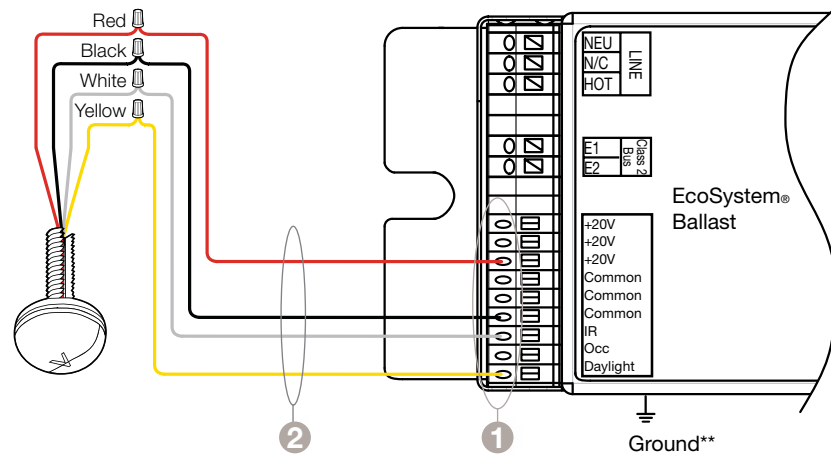 Red
Black
White
Yellow
NEU
N/C
HOT
LINE
E1
E2
Class 2
Bus
EcoSystem®
Ballast
+20V
+20V
+20V
Common
Common
Common
IR
Occ
Daylight
2
1
Ground**